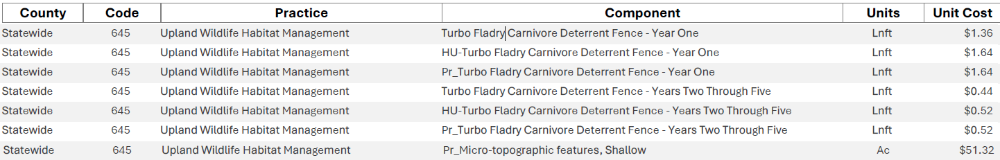 County Code Practice Component Units Unit Cost
Statewide 645 Upland Wildlife Habitat Management Turbo Fladry Carnivore Deterrent Fence - Year One Lnft $1.36
Statewide 645 Upland Wildlife Habitat Management HU-Turbo Fladry Carnivore Deterrent Fence - Year One Lnft $1.64
Statewide 645 Upland Wildlife Habitat Management Pr_Turbo Fladry Carnivore Deterrent Fence - Year One Lnft $1.64
Statewide 645 Upland Wildlife Habitat Management Turbo Fladry Carnivore Deterrent Fence - Years Two Through Five Lnft $0.44
Statewide 645 Upland Wildlife Habitat Management HU-Turbo Fladry Carnivore Deterrent Fence - Years Two Through Five Lnft $0.52
Statewide 645 Upland Wildlife Habitat Management Pr_Turbo Fladry Carnivore Deterrent Fence - Years Two Through Five Lnft $0.52
Statewide 645 Upland Wildlife Habitat Management Pr_Micro-topographic features, Shallow Ac $51.32